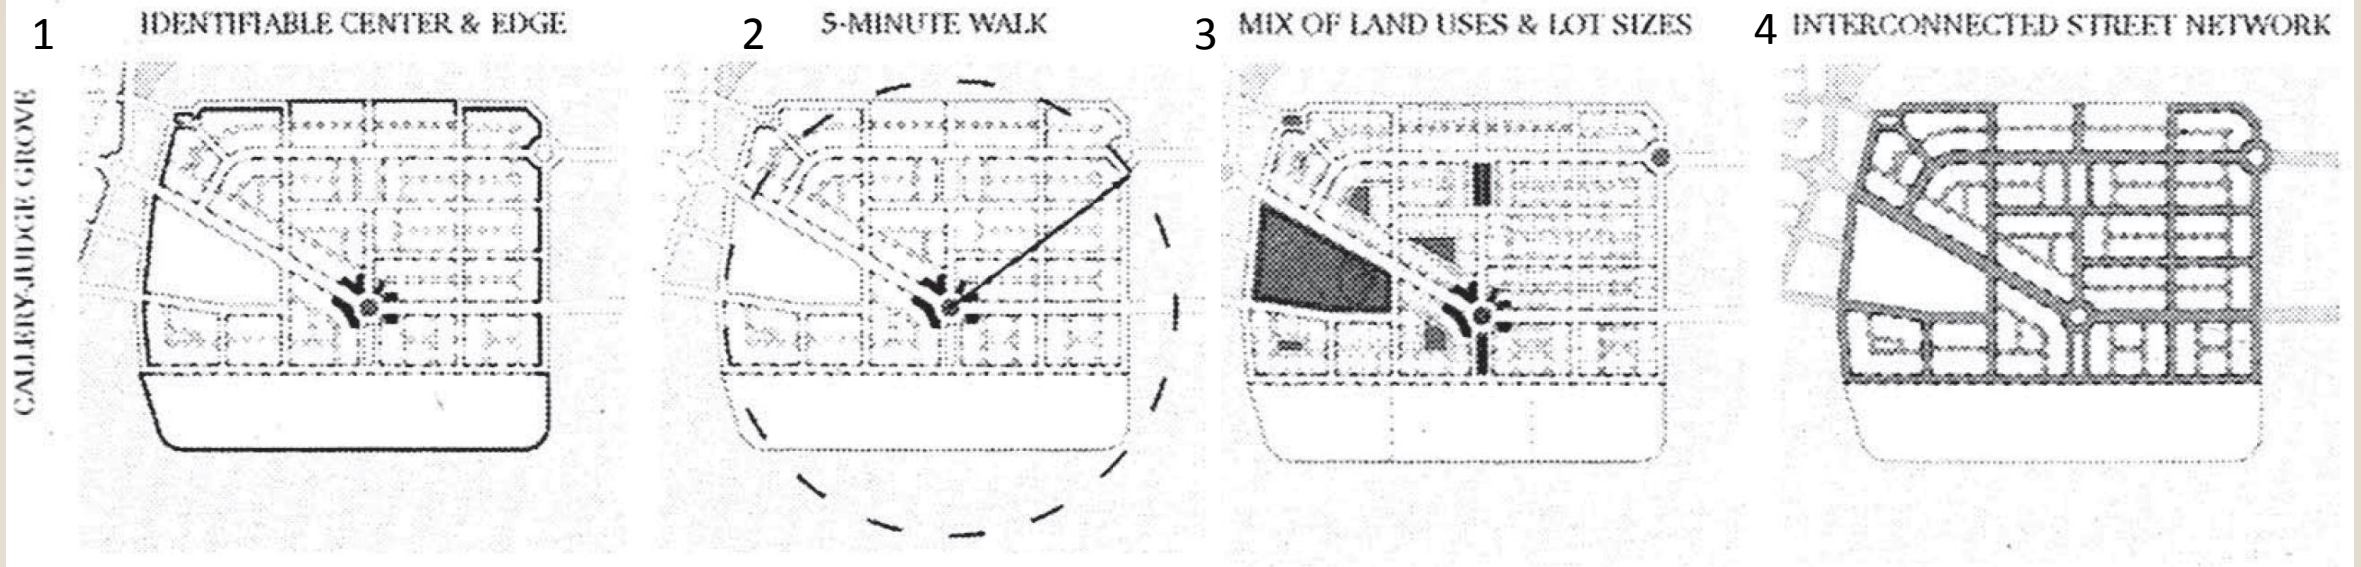 1 IDENTIFIABLE CENTER & EDGE
2 5-MINUTE WALK
3 MIX OF LAND USES & LOT SIZES
4 INTERCONNECTED STREET NETWORK
CALLERY-JUDGE GROVE